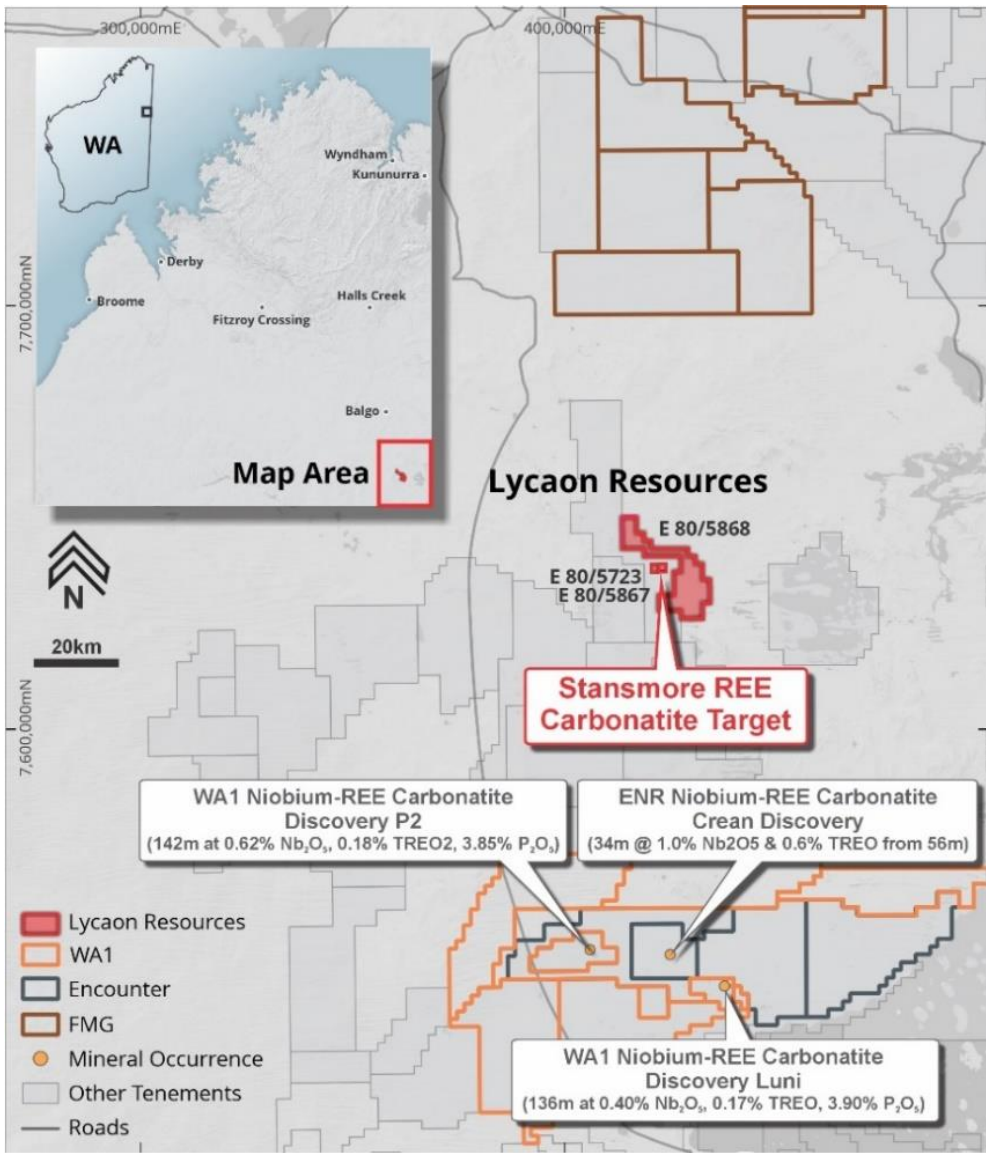 300,000mE
400,000mE
7,700,000mN
7,600,000mN
WA
Wyndham
Kununurra
Derby
Broome
Halls Creek
Fitzroy Crossing
Balgo
Map Area
Lycaon Resources
E 80/5868
E 80/5723
E 80/5867
N
20km
Stansmore REE
Carbonatite Target
WA1 Niobium-REE Carbonatite
Discovery P2
(142m at 0.62% Nb₂O₅, 0.18% TREO2, 3.85% P₂O₅)
ENR Niobium-REE Carbonatite
Crean Discovery
(34m @ 1.0% Nb2O5 & 0.6% TREO from 56m)
Lycaon Resources
WA1
Encounter
FMG
Mineral Occurrence
Other Tenements
Roads
WA1 Niobium-REE Carbonatite
Discovery Luni
(136m at 0.40% Nb₂O₅, 0.17% TREO, 3.90% P₂O₅)